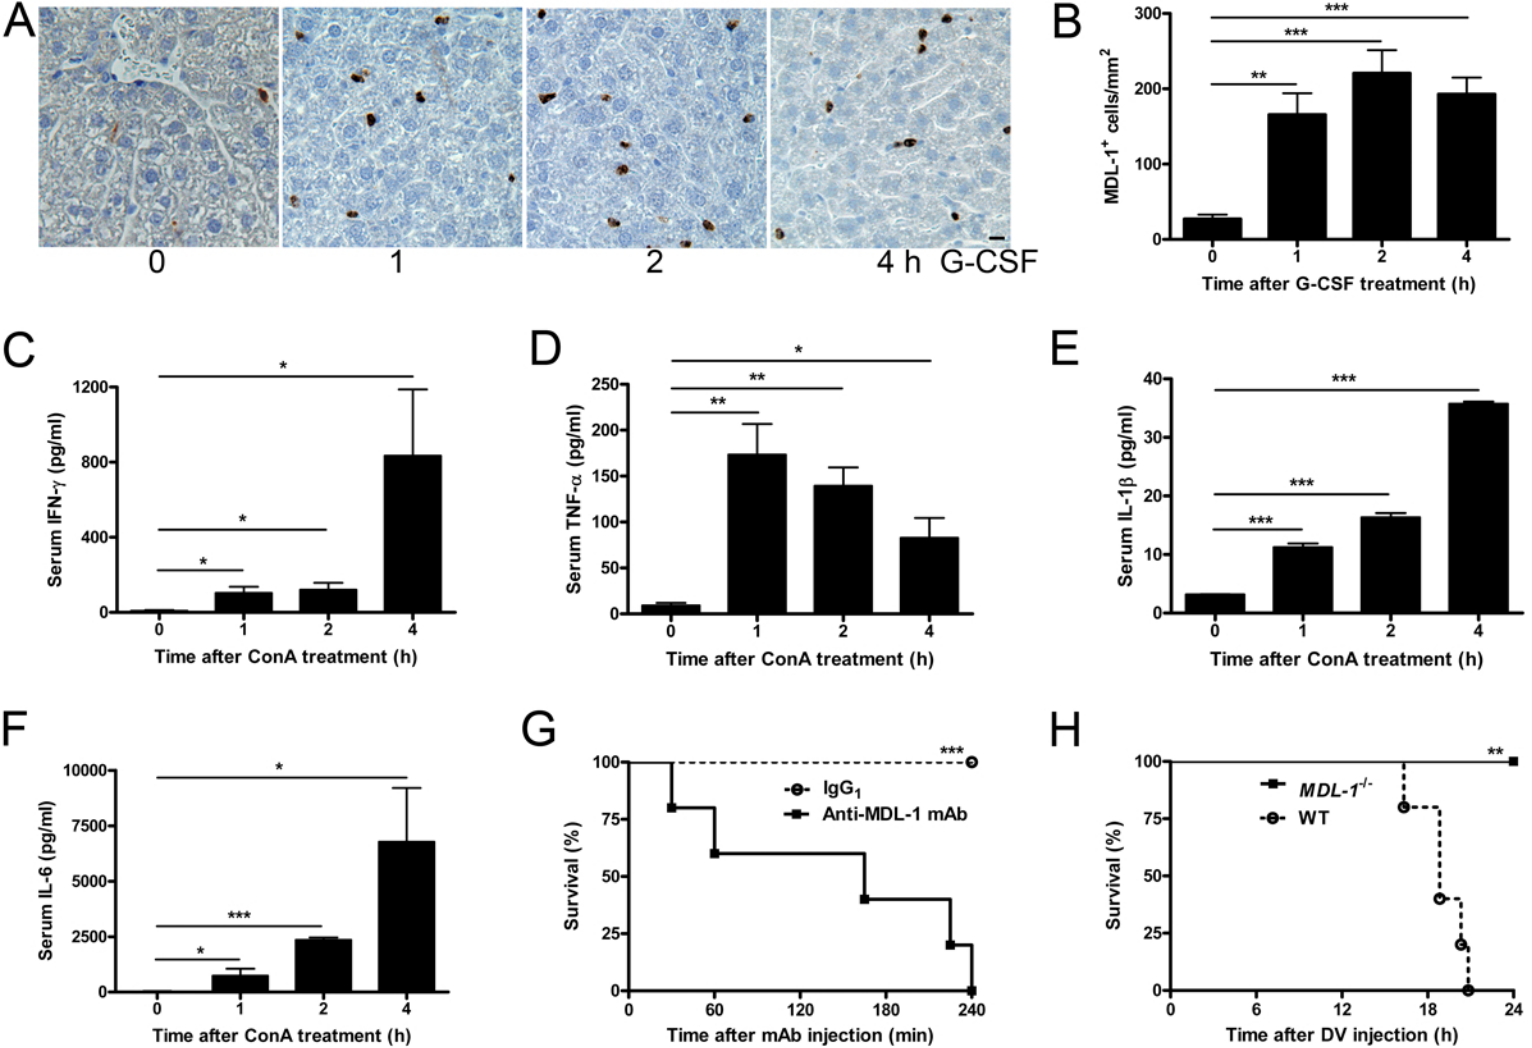 A
0
1
2
4 h G-CSF
B
MDL-1⁺ cells/mm²
300
200
100
0
***
***
**
0 1 2 4
Time after G-CSF treatment (h)
C
Serum IFN-γ (pg/ml)
1200
800
400
0
*
*
*
0 1 2 4
Time after ConA treatment (h)
D
Serum TNF-α (pg/ml)
250
200
150
100
50
0
*
**
**
0 1 2 4
Time after ConA treatment (h)
E
Serum IL-1β (pg/ml)
40
30
20
10
0
***
***
***
0 1 2 4
Time after ConA treatment (h)
F
Serum IL-6 (pg/ml)
10000
7500
5000
2500
0
*
***
*
0 1 2 4
Time after ConA treatment (h)
G
Survival (%)
100
75
50
25
0
***
IgG₁
Anti-MDL-1 mAb
0 60 120 180 240
Time after mAb injection (min)
H
Survival (%)
100
75
50
25
0
**
MDL-1⁻/⁻
WT
0 6 12 18 24
Time after DV injection (h)